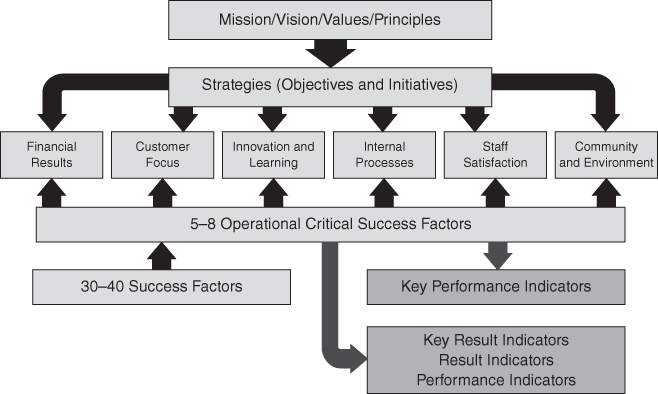 Mission/Vision/Values/Principles
Strategies (Objectives and Initiatives)
Financial
Results
Customer
Focus
Innovation and
Learning
Internal
Processes
Staff
Satisfaction
Community
and Environment
5–8 Operational Critical Success Factors
30–40 Success Factors
Key Performance Indicators
Key Result Indicators
Result Indicators
Performance Indicators